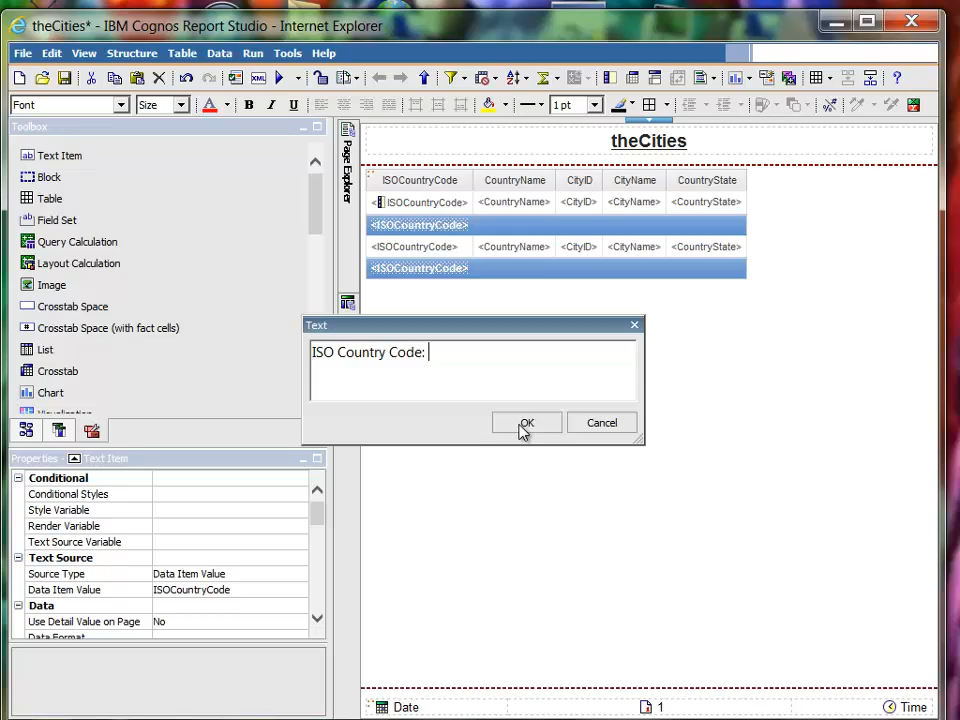 theCities* - IBM Cognos Report Studio - Internet Explorer
File Edit View Structure Table Data Run Tools Help
Font Size A B I U 1 pt
Toolbox
Text Item
Block
Table
Field Set
Query Calculation
Layout Calculation
Image
Crosstab Space
Crosstab Space (with fact cells)
List
Crosstab
Chart
Visualization
Page Explorer
theCities
ISOCountryCode CountryName CityID CityName CountryState
<ISOCountryCode> <CountryName> <CityID> <CityName> <CountryState>
<ISOCountryCode>
<ISOCountryCode> <CountryName> <CityID> <CityName> <CountryState>
<ISOCountryCode>
Text
ISO Country Code:
OK Cancel
Properties - Text Item
Conditional
Conditional Styles
Style Variable
Render Variable
Text Source Variable
Text Source
Source Type Data Item Value
Data Item Value ISOCountryCode
Data
Use Detail Value on Page No
Data Format
Date 1 Time